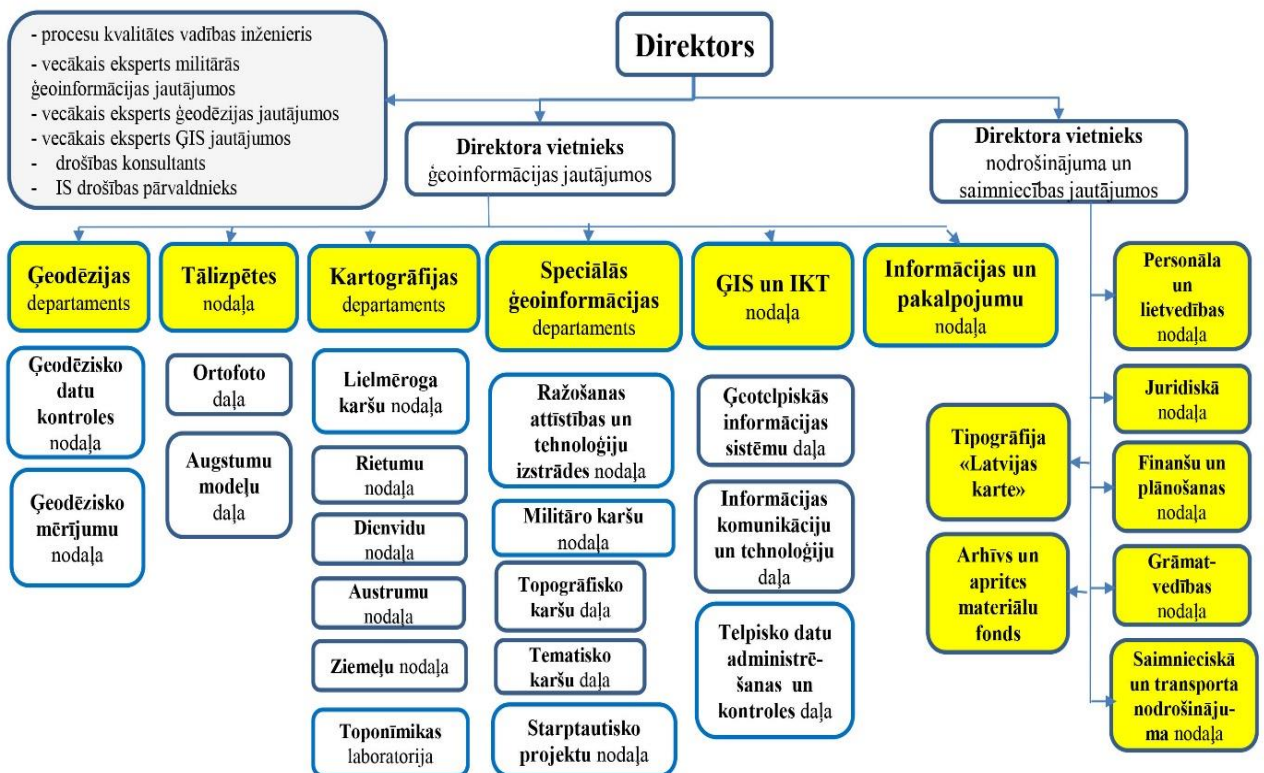 - procesu kvalitātes vadības inženieris
- vecākais eksperts militārās
ģeoinformācijas jautājumos
- vecākais eksperts ģeodēzijas jautājumos
- vecākais eksperts ĢIS jautājumos
- drošības konsultants
- IS drošības pārvaldnieks
Direktors
Direktora vietnieks
ģeoinformācijas jautājumos
Direktora vietnieks
nodrošinājuma un
saimniecības jautājumos
Ģeodēzijas
departaments
Ģeodēzisko
datu
kontroles
nodaļa
Ģeodēzisko
mērījumu
nodaļa
Tālizpētes
nodaļa
Ortofoto
daļa
Augstumu
modeļu
daļa
Kartogrāfijas
departaments
Lielmēroga
karšu nodaļa
Rietumu
nodaļa
Dienvidu
nodaļa
Austrumu
nodaļa
Ziemeļu nodaļa
Toponīmikas
laboratorija
Speciālās
ģeoinformācijas
departaments
Ražošanas
attīstības un
tehnoloģiju
izstrādes nodaļa
Militāro karšu
nodaļa
Topogrāfisko
karšu daļa
Tematisko
karšu daļa
Starptautisko
projektu nodaļa
ĢIS un IKT
nodaļa
Ģeotelpiskās
informācijas
sistēmu daļa
Informācijas
komunikāciju
un tehnoloģiju
daļa
Telpisko datu
administrē-
šanas un
kontroles daļa
Informācijas un
pakalpojumu
nodaļa
Tipogrāfija
«Latvijas
karte»
Arhīvs un
aprites
materiālu
fonds
Personāla
un
lietvedības
nodaļa
Juridiskā
nodaļa
Finanšu un
plānošanas
nodaļa
Grāmat-
vedības
nodaļa
Saimnieciskā
un transporta
nodrošināju-
ma nodaļa